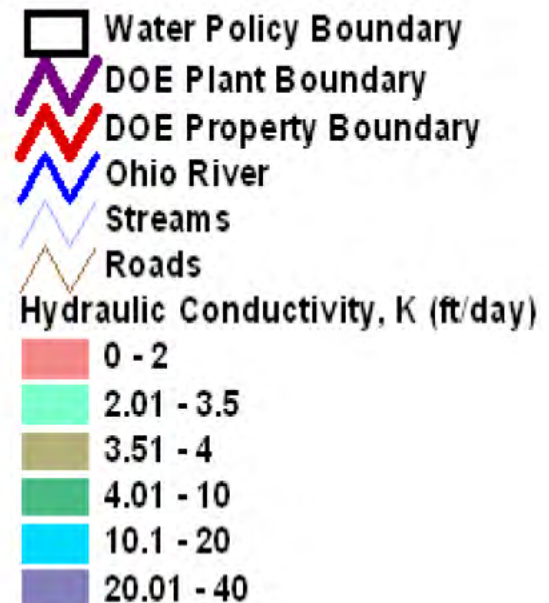 Water Policy Boundary
DOE Plant Boundary
DOE Property Boundary
Ohio River
Streams
Roads
Hydraulic Conductivity, K (ft/day)
0 - 2
2.01 - 3.5
3.51 - 4
4.01 - 10
10.1 - 20
20.01 - 40